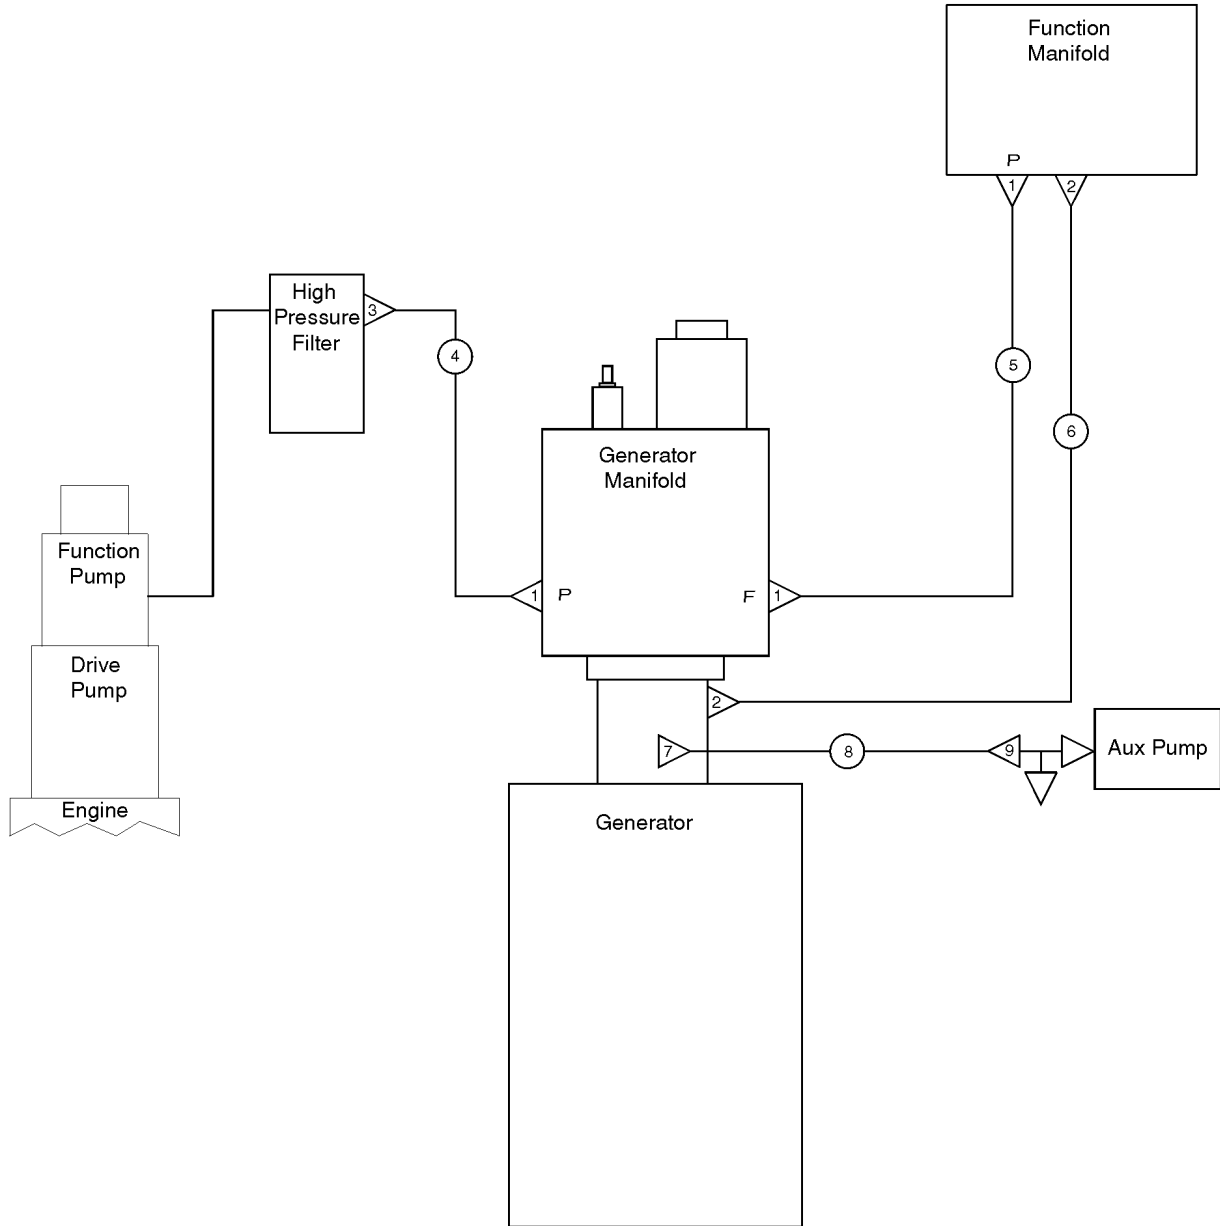 Function
Manifold
P
1
2
High
Pressure
Filter
3
4
5
6
Generator
Manifold
Function
Pump
1
P
F
1
Drive
Pump
2
7
8
9
Aux Pump
Engine
Generator